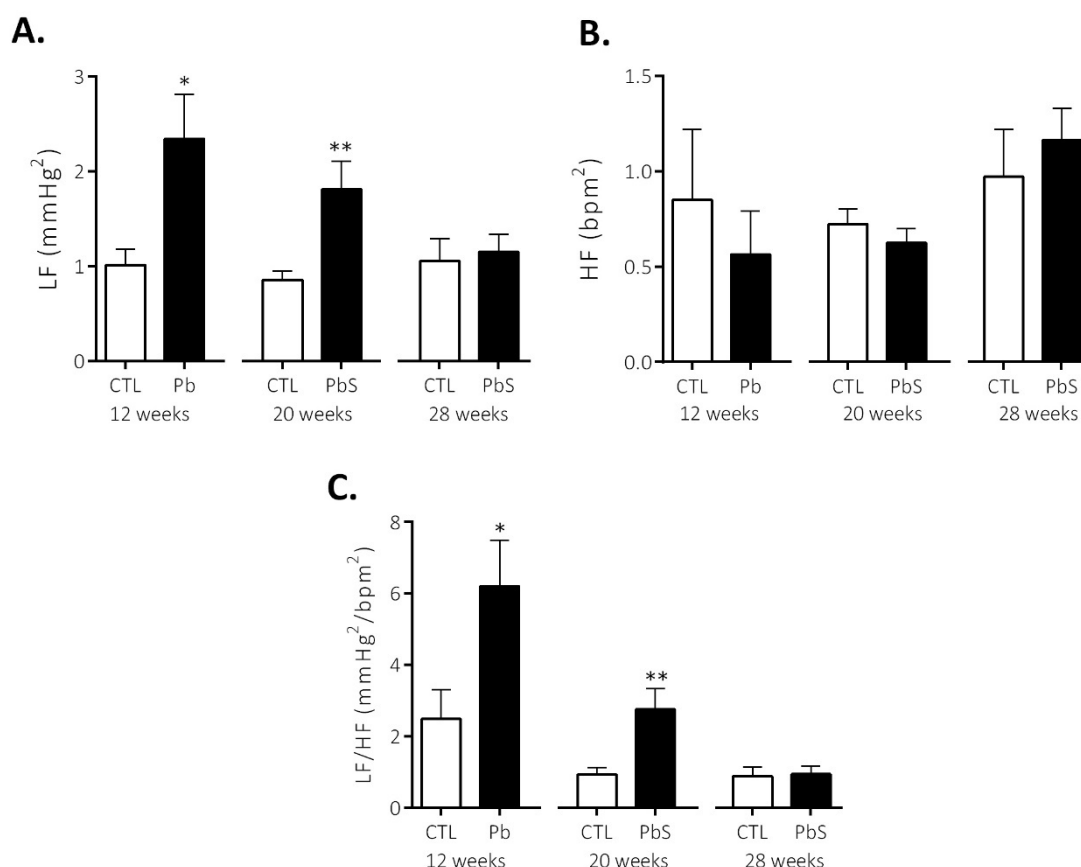 A.
LF (mmHg²)
3
2
1
0
*
**
CTL Pb CTL PbS CTL PbS
12 weeks 20 weeks 28 weeks
B.
HF (bpm²)
1.5
1.0
0.5
0.0
CTL Pb CTL PbS CTL PbS
12 weeks 20 weeks 28 weeks
C.
LF/HF (mmHg²/bpm²)
8
6
4
2
0
*
**
CTL Pb CTL PbS CTL PbS
12 weeks 20 weeks 28 weeks